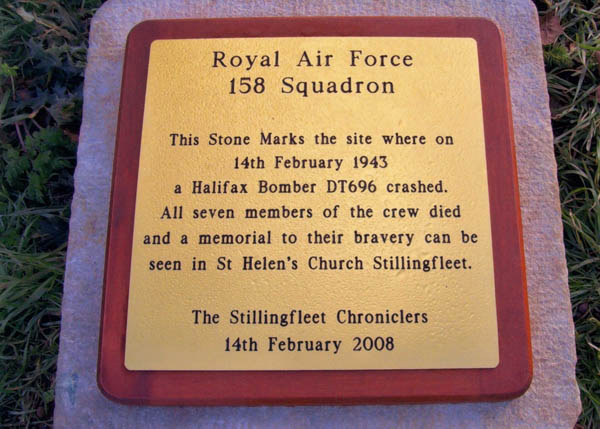 Royal Air Force
158 Squadron
This Stone Marks the site where on
14th February 1943
a Halifax Bomber DT696 crashed.
All seven members of the crew died
and a memorial to their bravery can be
seen in St Helen's Church Stillingfleet.
The Stillingfleet Chroniclers
14th February 2008